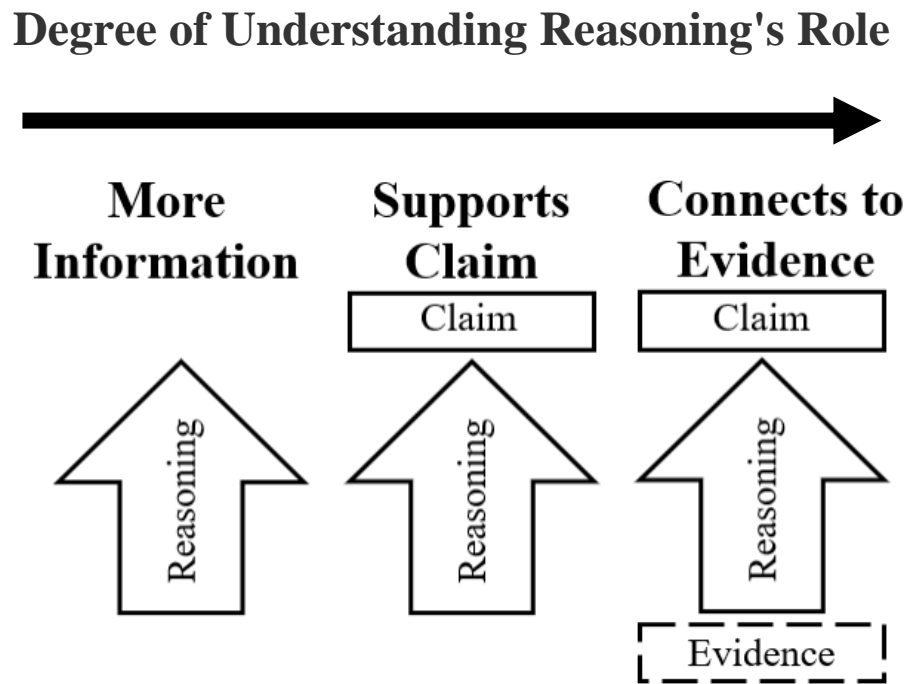 Degree of Understanding Reasoning's Role
More
Information
Supports
Claim
Connects to
Evidence
Claim
Claim
Reasoning
Reasoning
Reasoning
Evidence